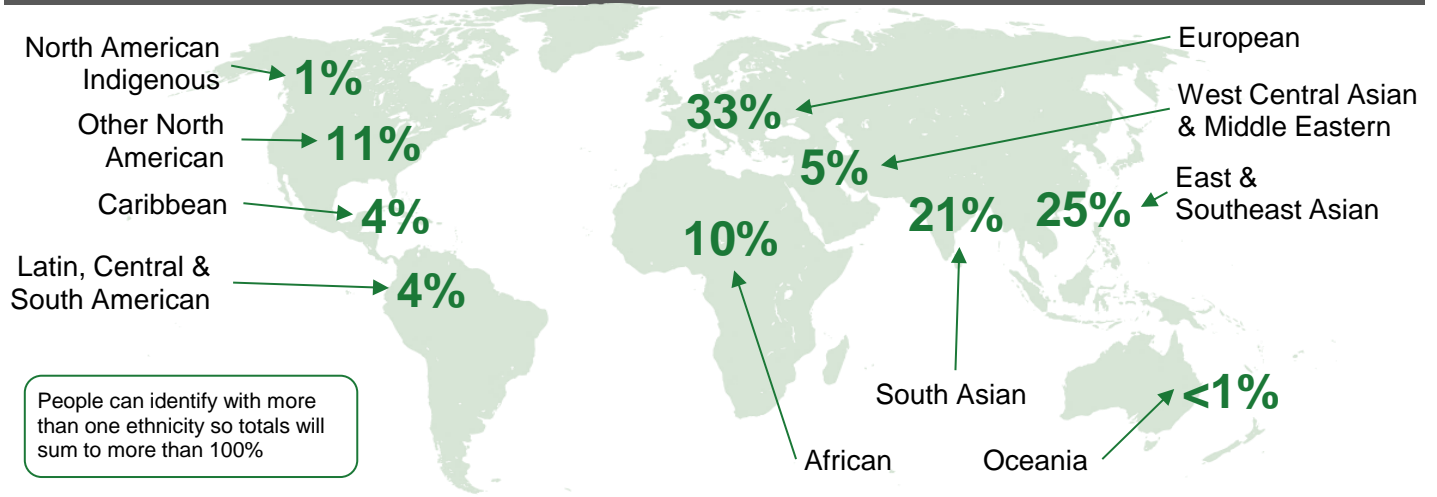 North American
Indigenous
1%
Other North
American
11%
Caribbean
4%
Latin, Central &
South American
4%
European
33%
West Central Asian
& Middle Eastern
5%
East &
Southeast Asian
25%
21%
South Asian
10%
African
<1%
Oceania
People can identify with more
than one ethnicity so totals will
sum to more than 100%